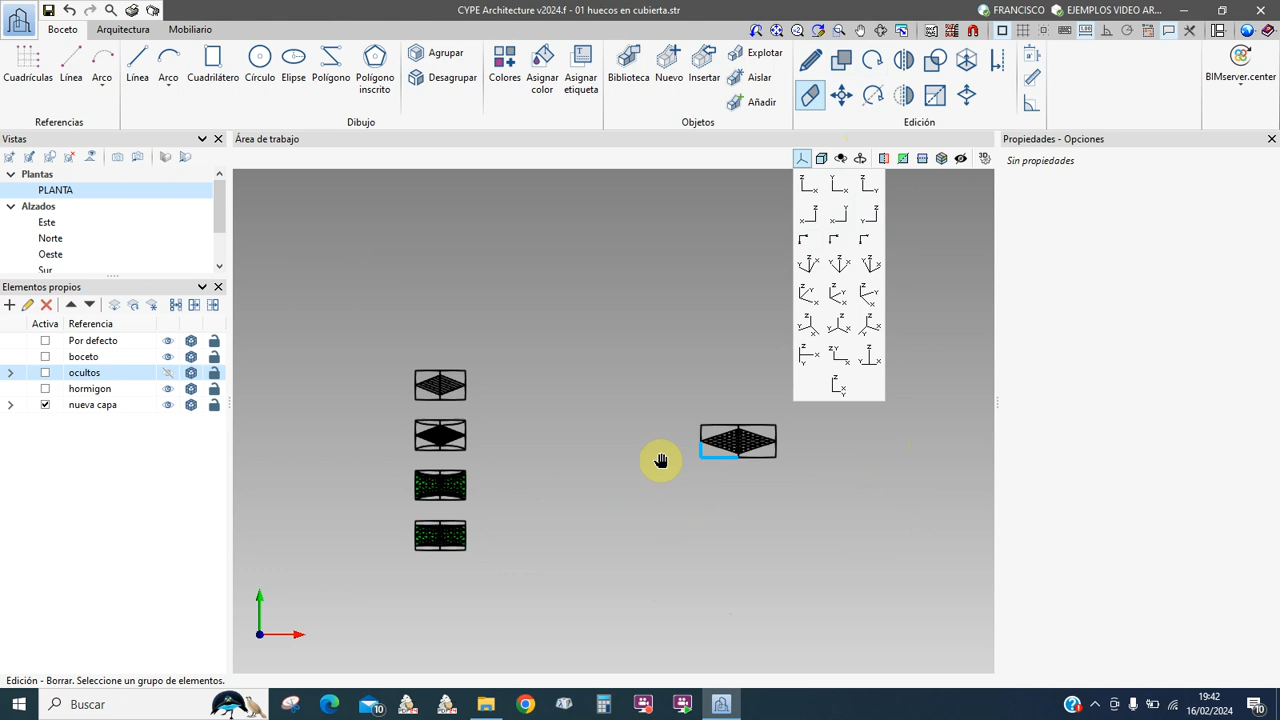 CYPE Architecture v2024.f - 01 huecos en cubierta.str
FRANCISCO
EJEMPLOS VIDEO AR...
Boceto
Arquitectura
Mobiliario
Cuadrículas
Línea
Arco
Referencias
Línea
Arco
Cuadrilátero
Círculo
Elipse
Polígono
Polígono
inscrito
Dibujo
Agrupar
Desagrupar
Colores
Asignar
color
Asignar
etiqueta
Biblioteca
Nuevo
Insertar
Explotar
Aislar
Añadir
Objetos
Edición
BIMserver.center
Vistas
Plantas
PLANTA
Alzados
Este
Norte
Oeste
Sur
Elementos propios
Activa
Referencia
Por defecto
boceto
ocultos
hormigon
nueva capa
Área de trabajo
Propiedades - Opciones
Sin propiedades
Edición - Borrar. Seleccione un grupo de elementos.
Buscar
10
19:42
16/02/2024
10